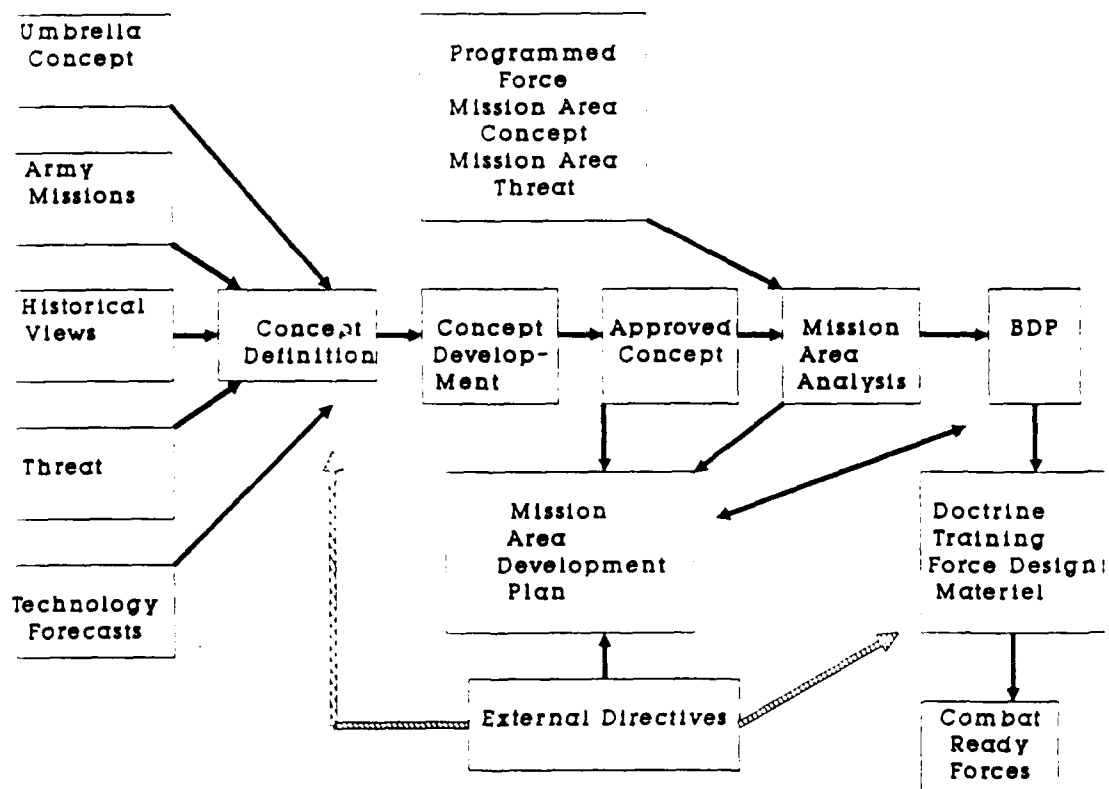 Umbrella
Concept
Army
Missions
Historical
Views
Threat
Technology
Forecasts
Programmed
Force
Mission Area
Concept
Mission Area
Threat
Concept
Definition
Concept
Develop-
Ment
Approved
Concept
Mission
Area
Analysis
BDP
Mission
Area
Development
Plan
Doctrine
Training
Force Design
Materiel
External Directives
Combat
Ready
Forces